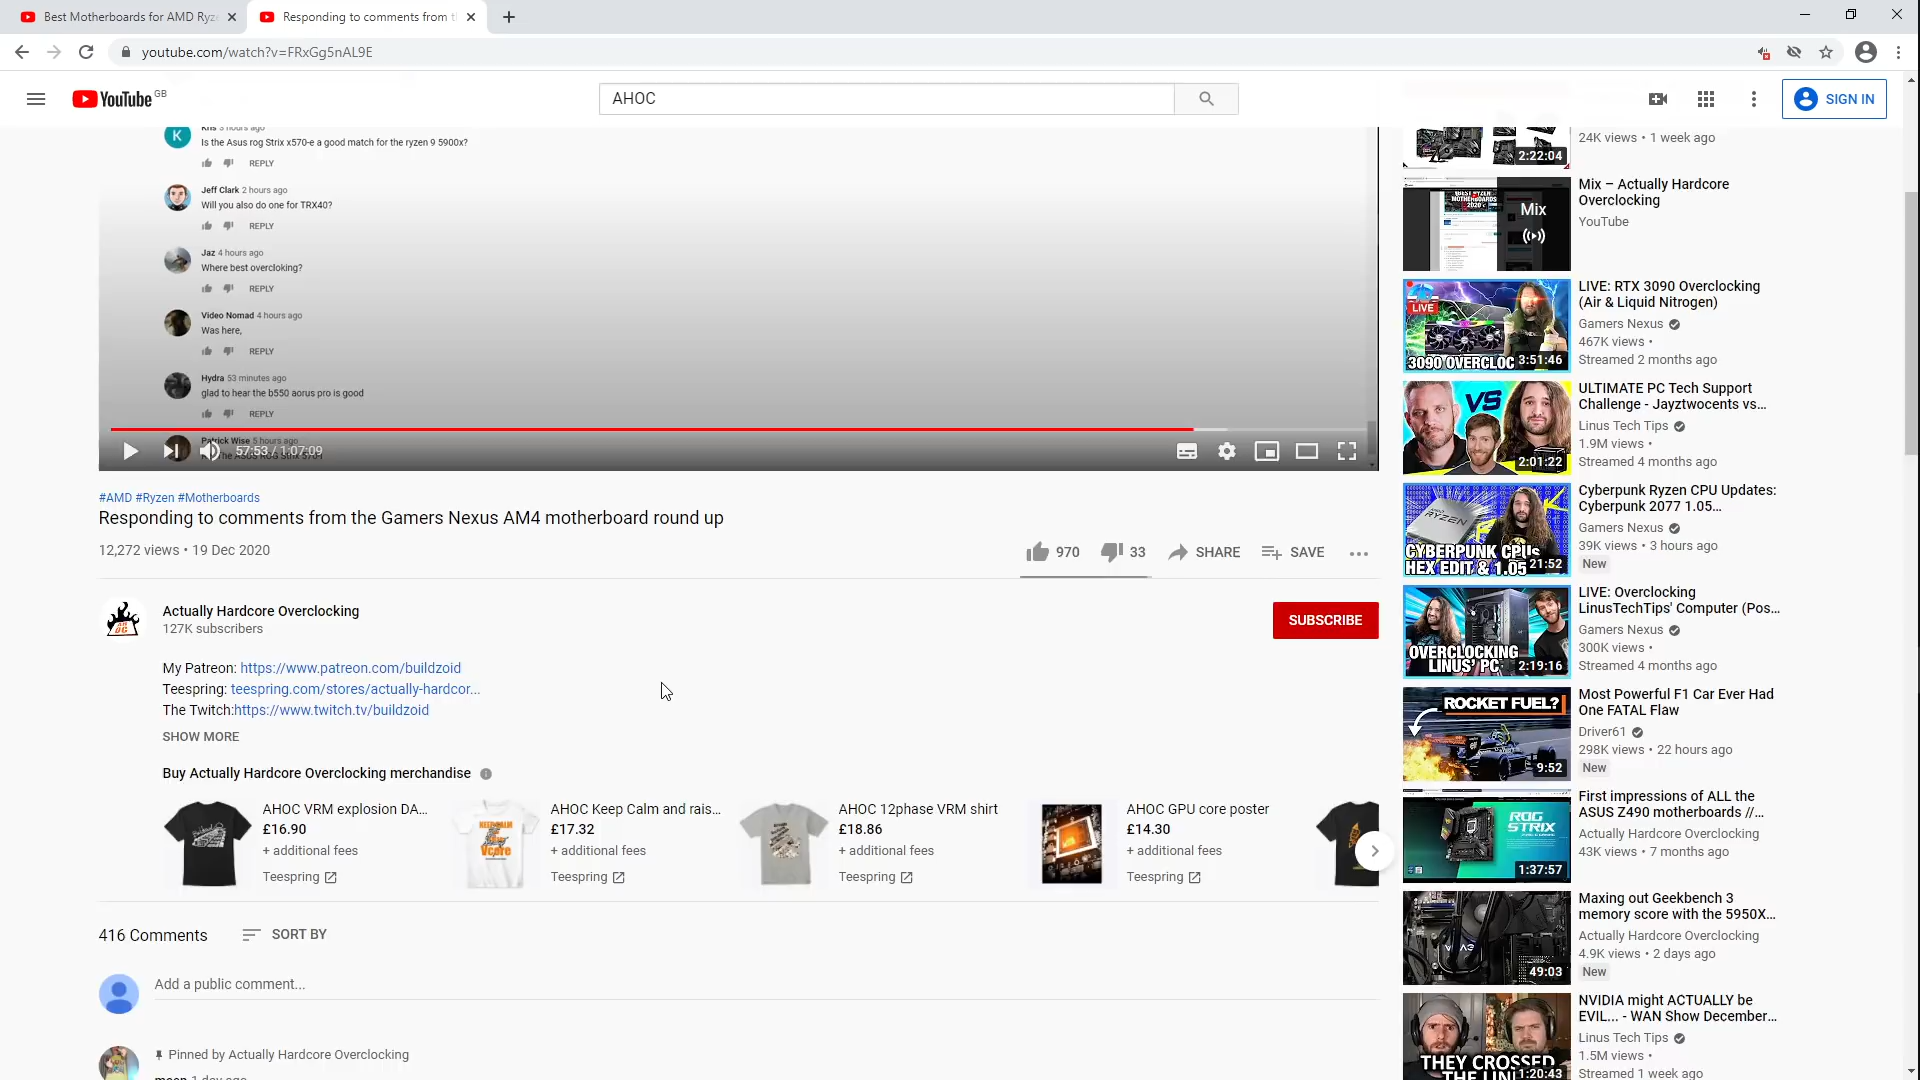 Best Motherboards for AMD Ryze
Responding to comments from t
youtube.com/watch?v=FRxGg5nAL9E
YouTube GB
AHOC
SIGN IN
Kris 3 hours ago
Is the Asus rog Strix x570-e a good match for the ryzen 9 5900x?
REPLY
Jeff Clark 2 hours ago
Will you also do one for TRX40?
REPLY
Jaz 4 hours ago
Where best overcloking?
REPLY
Video Nomad 4 hours ago
Was here,
REPLY
Hydra 53 minutes ago
glad to hear the b550 aorus pro is good
REPLY
Patrick Wise 5 hours ago
57:53 / 1:07:09
#AMD #Ryzen #Motherboards
Responding to comments from the Gamers Nexus AM4 motherboard round up
12,272 views • 19 Dec 2020
970
33
SHARE
SAVE
Actually Hardcore Overclocking
127K subscribers
SUBSCRIBE
My Patreon: https://www.patreon.com/buildzoid
Teespring: teespring.com/stores/actually-hardcor...
The Twitch:https://www.twitch.tv/buildzoid
SHOW MORE
Buy Actually Hardcore Overclocking merchandise
AHOC VRM explosion DA...
£16.90
+ additional fees
Teespring
AHOC Keep Calm and rais...
£17.32
+ additional fees
Teespring
AHOC 12phase VRM shirt
£18.86
+ additional fees
Teespring
AHOC GPU core poster
£14.30
+ additional fees
Teespring
416 Comments
SORT BY
Add a public comment...
Pinned by Actually Hardcore Overclocking
moon 1 day ago
2:22:04
24K views • 1 week ago
Mix
Mix – Actually Hardcore
Overclocking
YouTube
LIVE
3090 OVERCLOC
3:51:46
LIVE: RTX 3090 Overclocking
(Air & Liquid Nitrogen)
Gamers Nexus
467K views •
Streamed 2 months ago
VS
2:01:22
ULTIMATE PC Tech Support
Challenge - Jayztwocents vs...
Linus Tech Tips
1.9M views •
Streamed 4 months ago
RYZEN
CYBERPUNK CPUs
HEX EDIT & 1.05
21:52
Cyberpunk Ryzen CPU Updates:
Cyberpunk 2077 1.05...
Gamers Nexus
39K views • 3 hours ago
New
OVERCLOCKING
LINUS' PC
2:19:16
LIVE: Overclocking
LinusTechTips' Computer (Pos...
Gamers Nexus
300K views •
Streamed 4 months ago
ROCKET FUEL?
9:52
Most Powerful F1 Car Ever Had
One FATAL Flaw
Driver61
298K views • 22 hours ago
New
ROG
STRIX
1:37:57
First impressions of ALL the
ASUS Z490 motherboards //...
Actually Hardcore Overclocking
43K views • 7 months ago
49:03
Maxing out Geekbench 3
memory score with the 5950X...
Actually Hardcore Overclocking
4.9K views • 2 days ago
New
THEY CROSSED
THE LIN
1:20:43
NVIDIA might ACTUALLY be
EVIL... - WAN Show December...
Linus Tech Tips
1.5M views •
Streamed 1 week ago